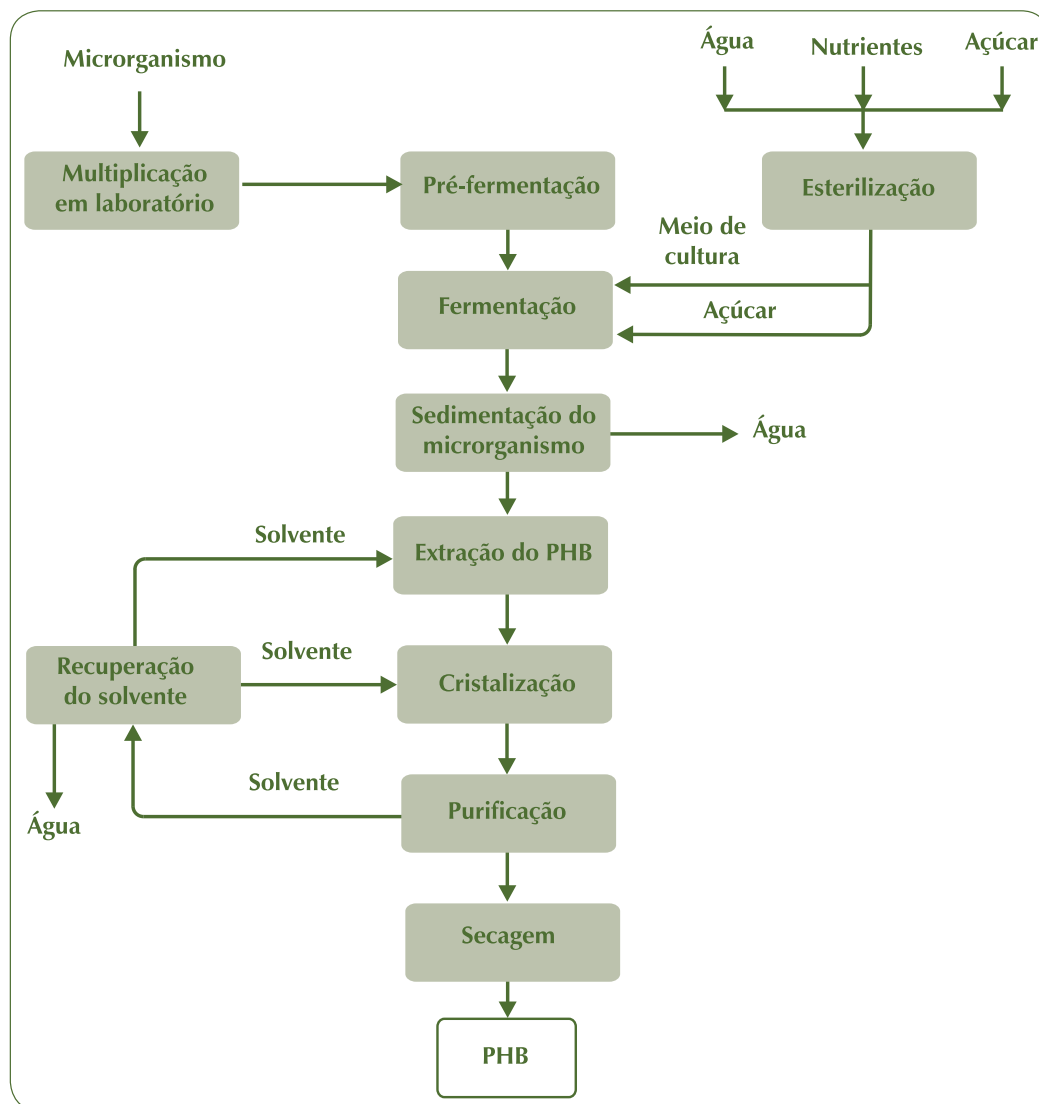 Microrganismo
Água
Nutrientes
Açúcar
Multiplicação
em laboratório
Pré-fermentação
Esterilização
Meio de
cultura
Fermentação
Açúcar
Sedimentação do
microrganismo
Água
Solvente
Extração do PHB
Solvente
Recuperação
do solvente
Cristalização
Solvente
Purificação
Água
Secagem
PHB